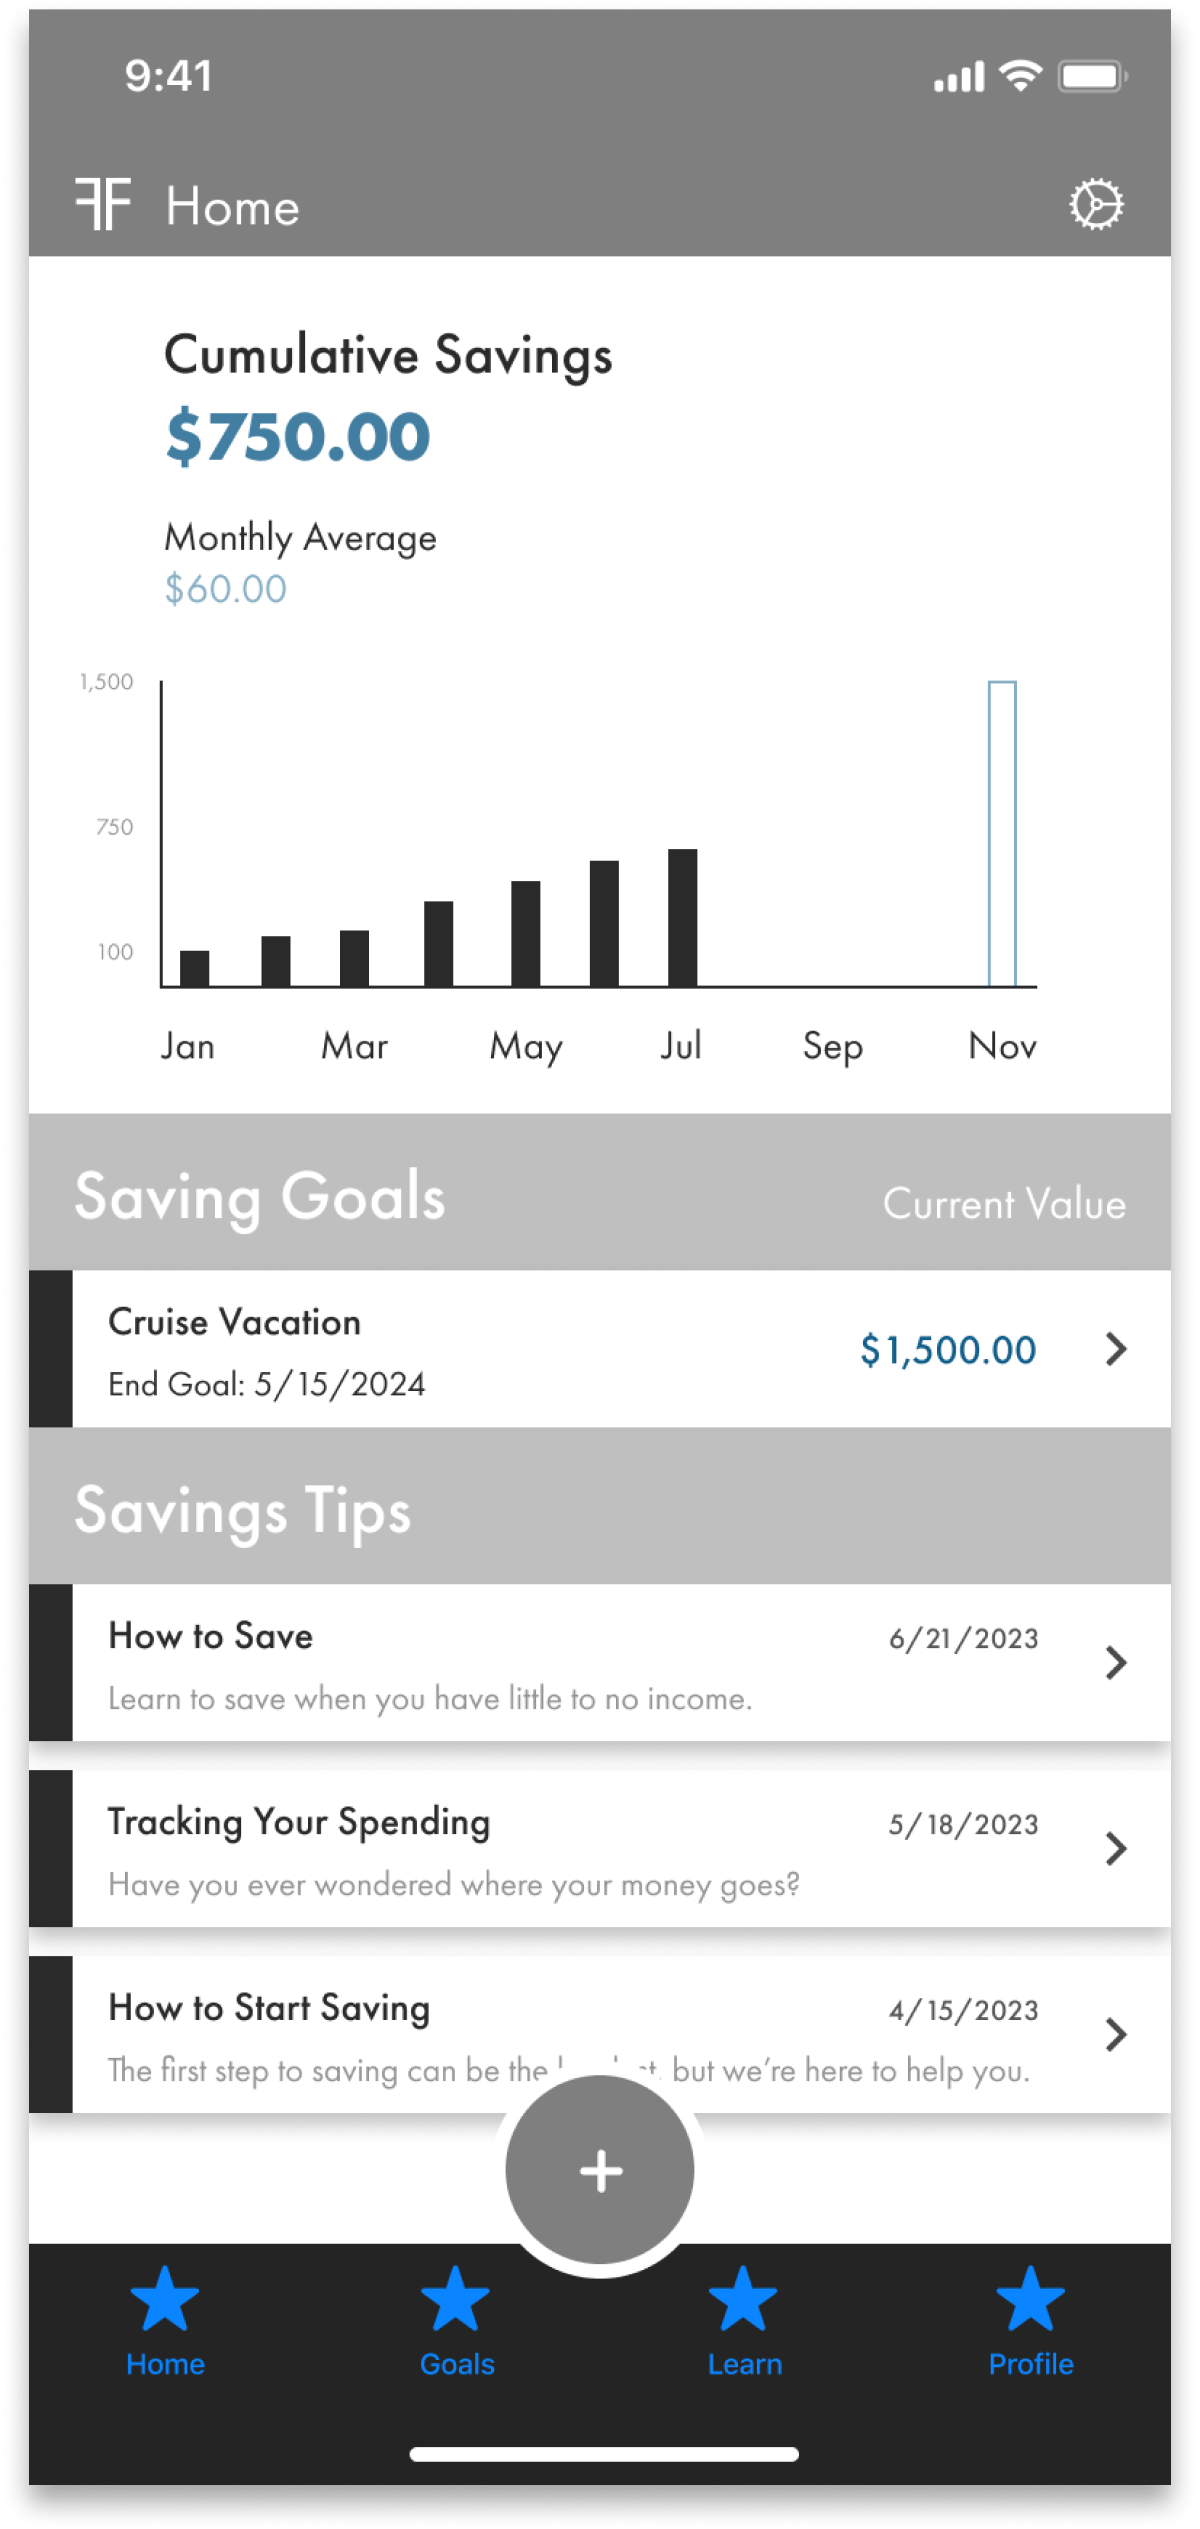 9:41
Home
Cumulative Savings
$750.00
Monthly Average
$60.00
1,500
750
100
Jan Mar May Jul Sep Nov
Saving Goals Current Value
Cruise Vacation
$1,500.00
End Goal: 5/15/2024
Savings Tips
How to Save 6/21/2023
Learn to save when you have little to no income.
Tracking Your Spending 5/18/2023
Have you ever wondered where your money goes?
How to Start Saving 4/15/2023
The first step to saving can be the but we're here to help you.
+
Home Goals Learn Profile